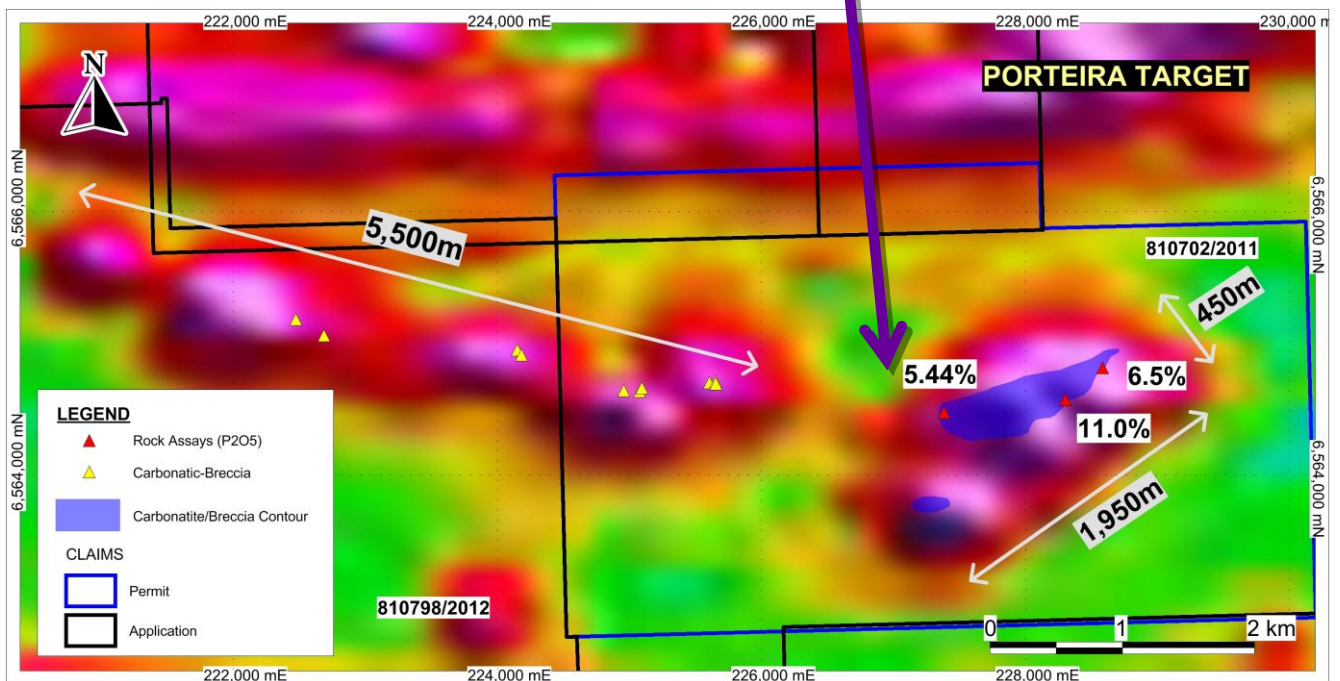 222,000 mE
224,000 mE
226,000 mE
228,000 mE
230,000 m
N
PORTEIRA TARGET
6,566,000 mN
6,566,000 mN
5,500m
810702/2011
450m
5.44%
6.5%
11.0%
1,950m
6,564,000 mN
6,564,000 mN
LEGEND
Rock Assays (P2O5)
Carbonatic-Breccia
Carbonatite/Breccia Contour
CLAIMS
Permit
Application
810798/2012
0 1 2 km
222,000 mE
224,000 mE
226,000 mE
228,000 mE